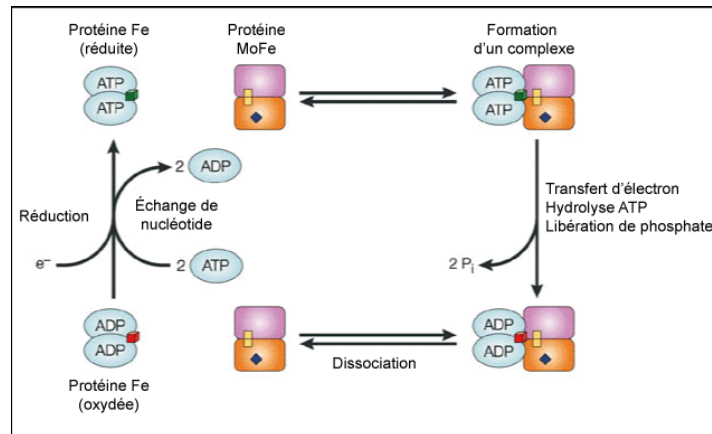 Protéine Fe
(réduite)
Protéine
MoFe
Formation
d'un complexe
ATP
ATP
ATP
ATP
2 ADP
Réduction
Échange de
nucléotide
e⁻
2 ATP
Transfert d'électron
Hydrolyse ATP
Libération de phosphate
2 Pᵢ
ADP
ADP
ADP
ADP
Dissociation
Protéine Fe
(oxydée)